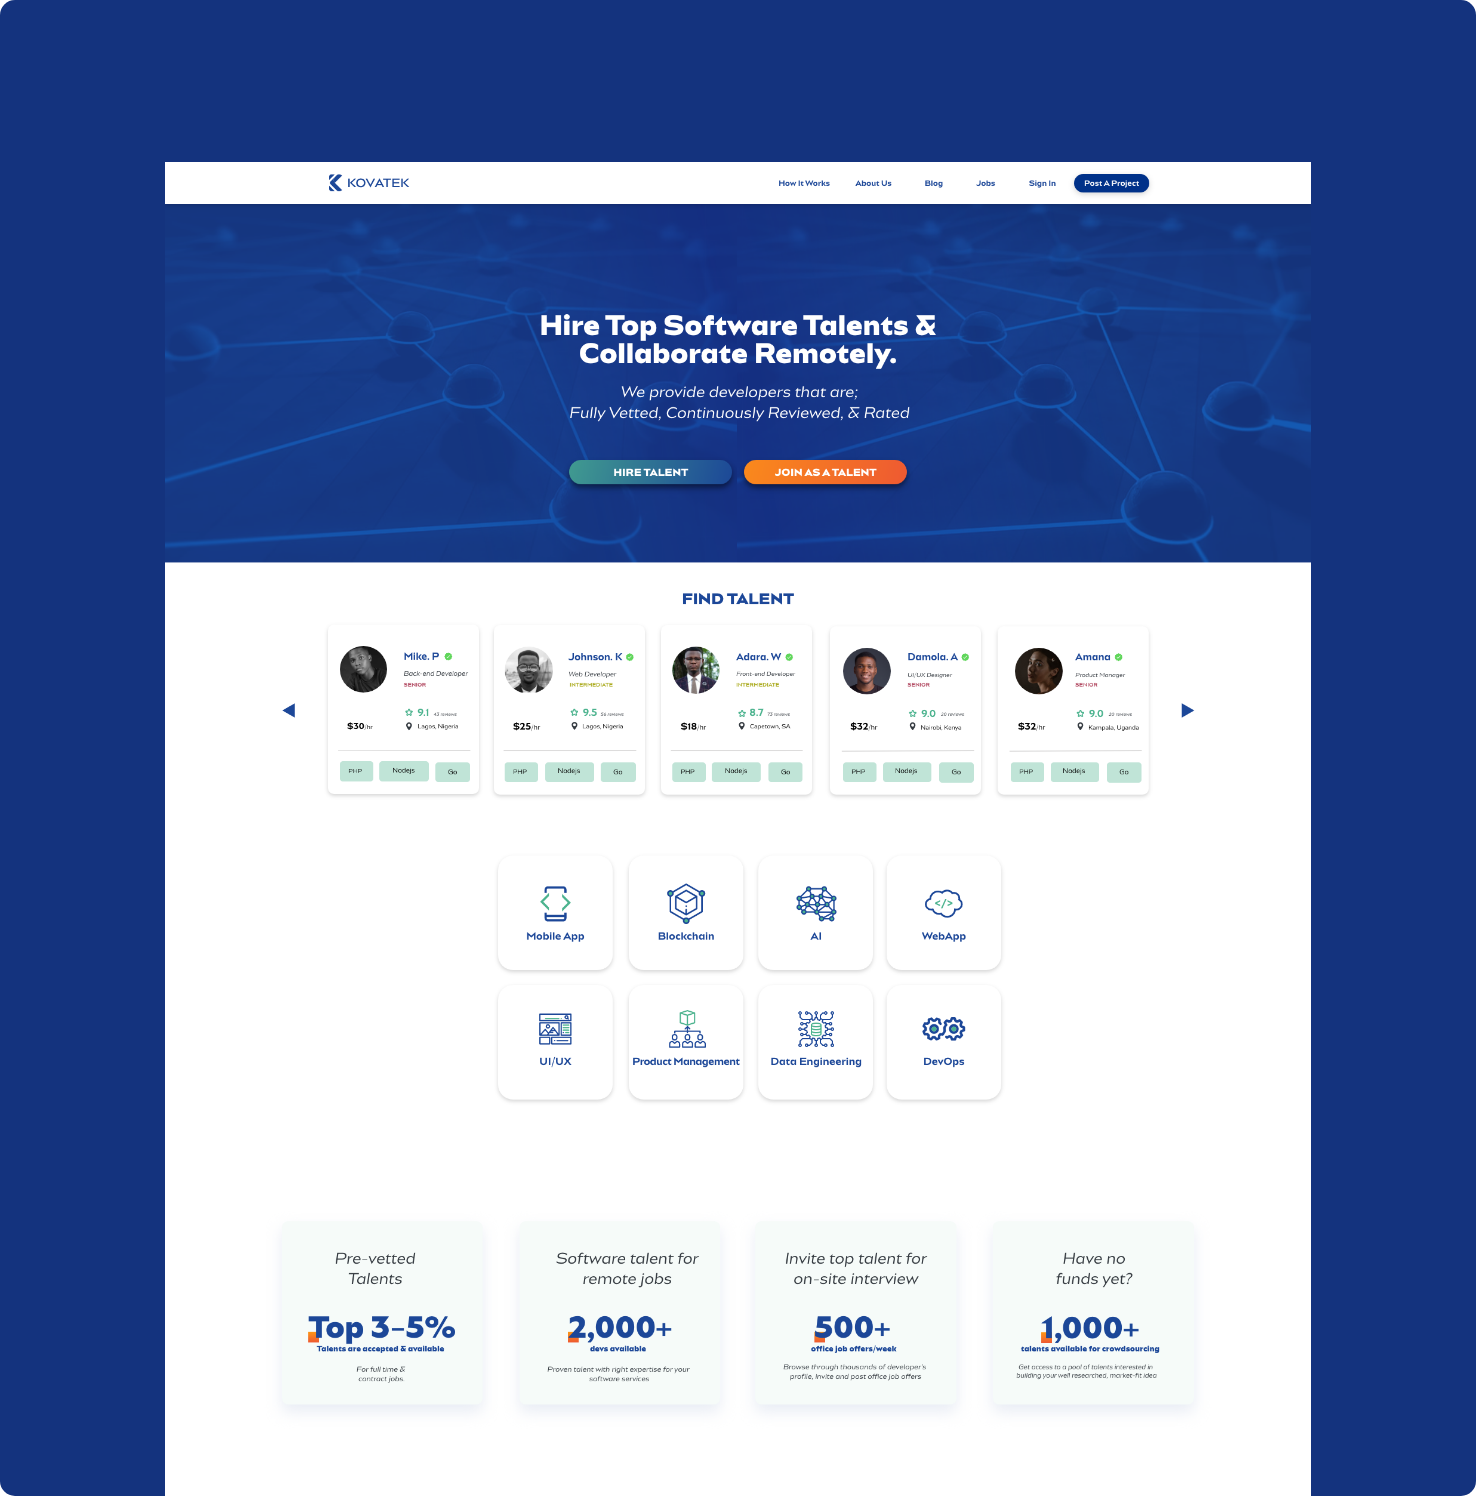 KOVATEK
How It Works
About Us
Blog
Jobs
Sign In
Post A Project
Hire Top Software Talents &
Collaborate Remotely.
We provide developers that are;
Fully Vetted, Continuously Reviewed, & Rated
HIRE TALENT
JOIN AS A TALENT
FIND TALENT
Mike. P
Back-end Developer
SENIOR
9.1 43 reviews
$30/hr
Lagos, Nigeria
PHP
Nodejs
Go
Johnson. K
Web Developer
INTERMEDIATE
9.5 56 reviews
$25/hr
Lagos, Nigeria
PHP
Nodejs
Go
Adara. W
Front-end Developer
INTERMEDIATE
8.7 73 reviews
$18/hr
Capetown, SA
PHP
Nodejs
Go
Damola. A
UI/UX Designer
SENIOR
9.0 20 reviews
$32/hr
Nairobi, Kenya
PHP
Nodejs
Go
Amana
Product Manager
SENIOR
9.0 20 reviews
$32/hr
Kampala, Uganda
PHP
Nodejs
Go
Mobile App
Blockchain
AI
</>
WebApp
UI/UX
Product Management
Data Engineering
DevOps
Pre-vetted
Talents
Top 3-5%
Talents are accepted & available
For full time &
contract jobs.
Software talent for
remote jobs
2,000+
devs available
Proven talent with right expertise for your
software services
Invite top talent for
on-site interview
500+
office job offers/week
Browse through thousands of developer's
profile, Invite and post office job offers
Have no
funds yet?
1,000+
talents available for crowdsourcing
Get access to a pool of talents interested in
building your well researched, market-fit idea